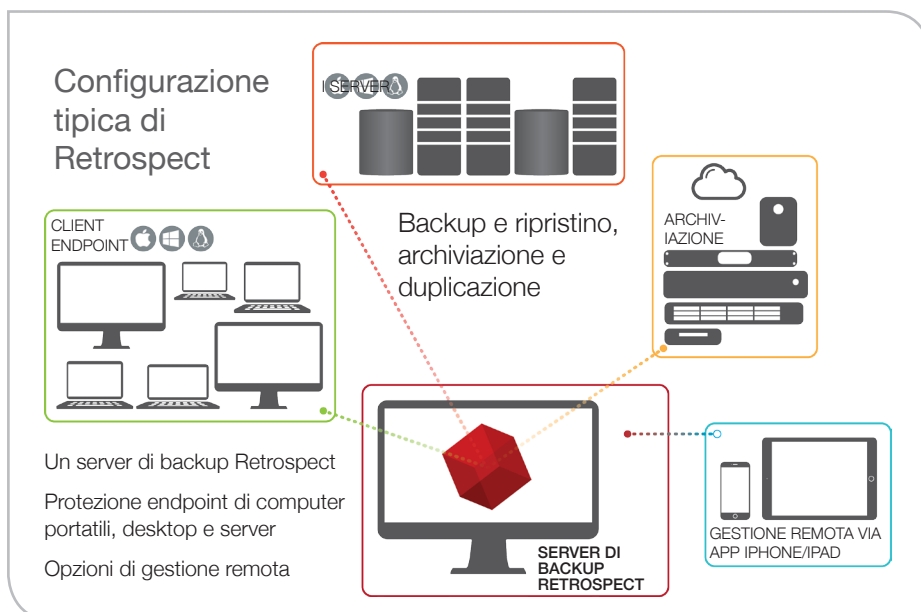 Configurazione
tipica di
Retrospect
I SERVER
CLIENT
ENDPOINT
Backup e ripristino,
archiviazione e
duplicazione
ARCHIV-
IAZIONE
Un server di backup Retrospect
Protezione endpoint di computer
portatili, desktop e server
Opzioni di gestione remota
SERVER DI
BACKUP
RETROSPECT
GESTIONE REMOTA VIA
APP IPHONE/IPAD